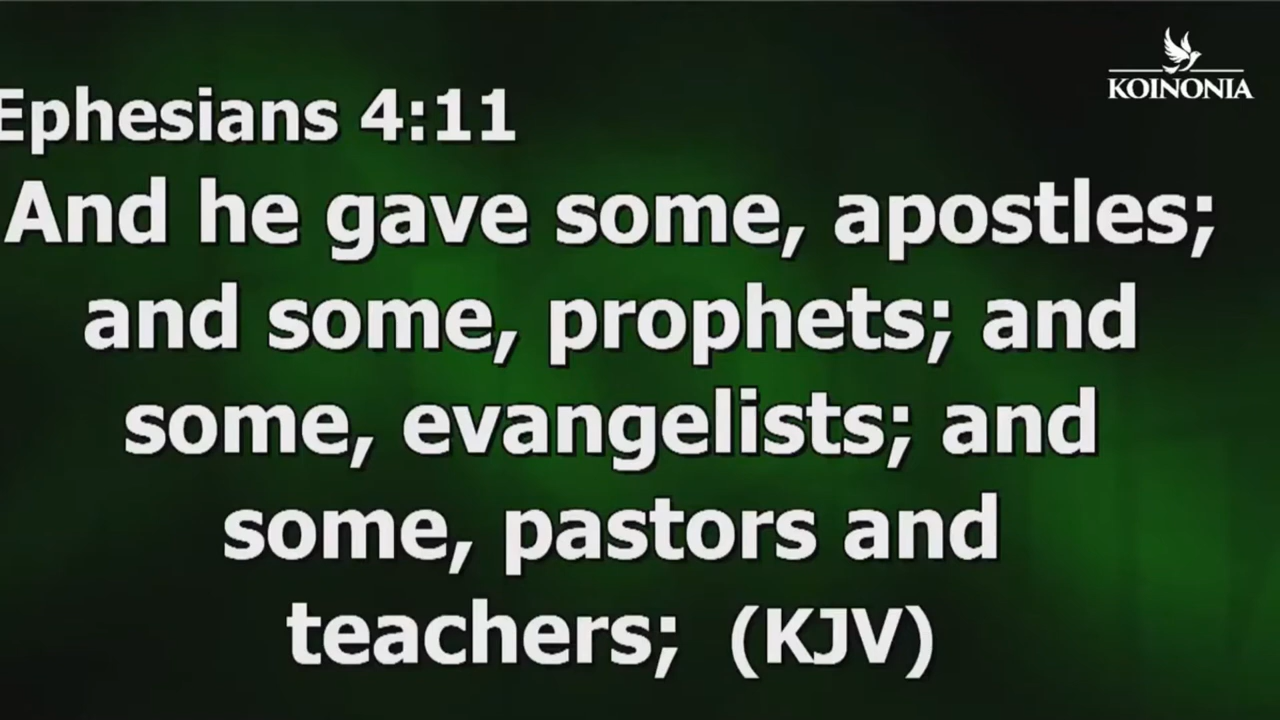 KOINONIA
Ephesians 4:11
And he gave some, apostles;
and some, prophets; and
some, evangelists; and
some, pastors and
teachers; (KJV)